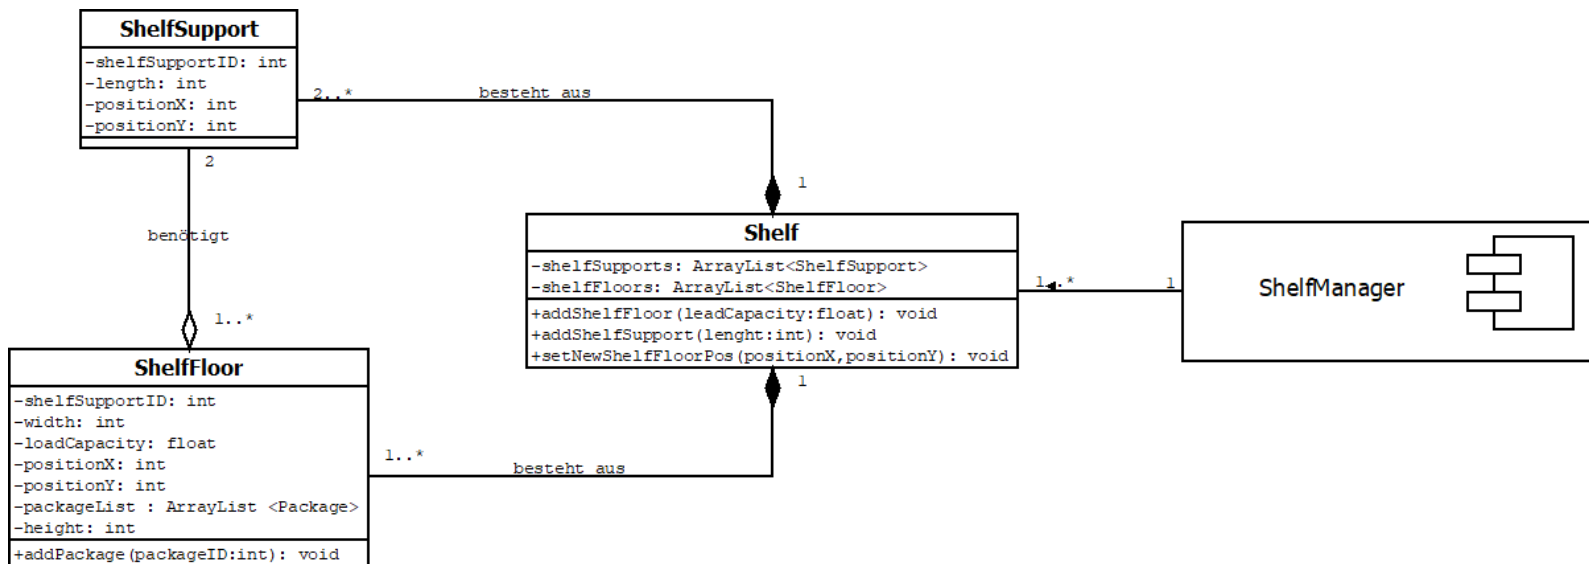 ShelfSupport
-shelfSupportID: int
-length: int
-positionX: int
-positionY: int
2..*
besteht aus
2
1
benötigt
Shelf
-shelfSupports: ArrayList<ShelfSupport>
-shelfFloors: ArrayList<ShelfFloor>
+addShelfFloor(leadCapacity:float): void
+addShelfSupport(lenght:int): void
+setNewShelfFloorPos(positionX,positionY): void
1..*
1
ShelfManager
1..*
ShelfFloor
-shelfSupportID: int
-width: int
-loadCapacity: float
-positionX: int
-positionY: int
-packageList : ArrayList <Package>
-height: int
+addPackage(packageID:int): void
1
1..*
besteht aus